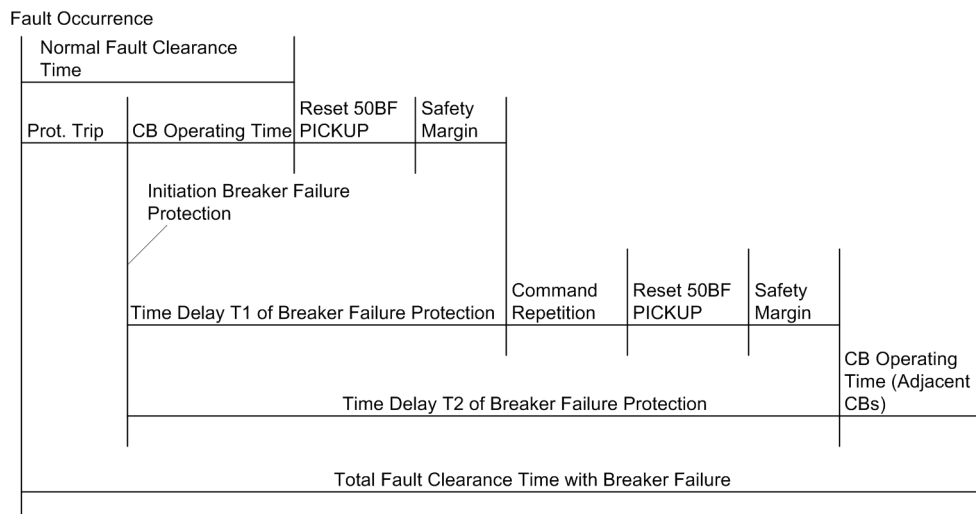 Fault Occurrence
Normal Fault Clearance
Time
Prot. Trip
CB Operating Time
Reset 50BF
PICKUP
Safety
Margin
Initiation Breaker Failure
Protection
Time Delay T1 of Breaker Failure Protection
Command
Repetition
Reset 50BF
PICKUP
Safety
Margin
CB Operating
Time (Adjacent
CBs)
Time Delay T2 of Breaker Failure Protection
Total Fault Clearance Time with Breaker Failure